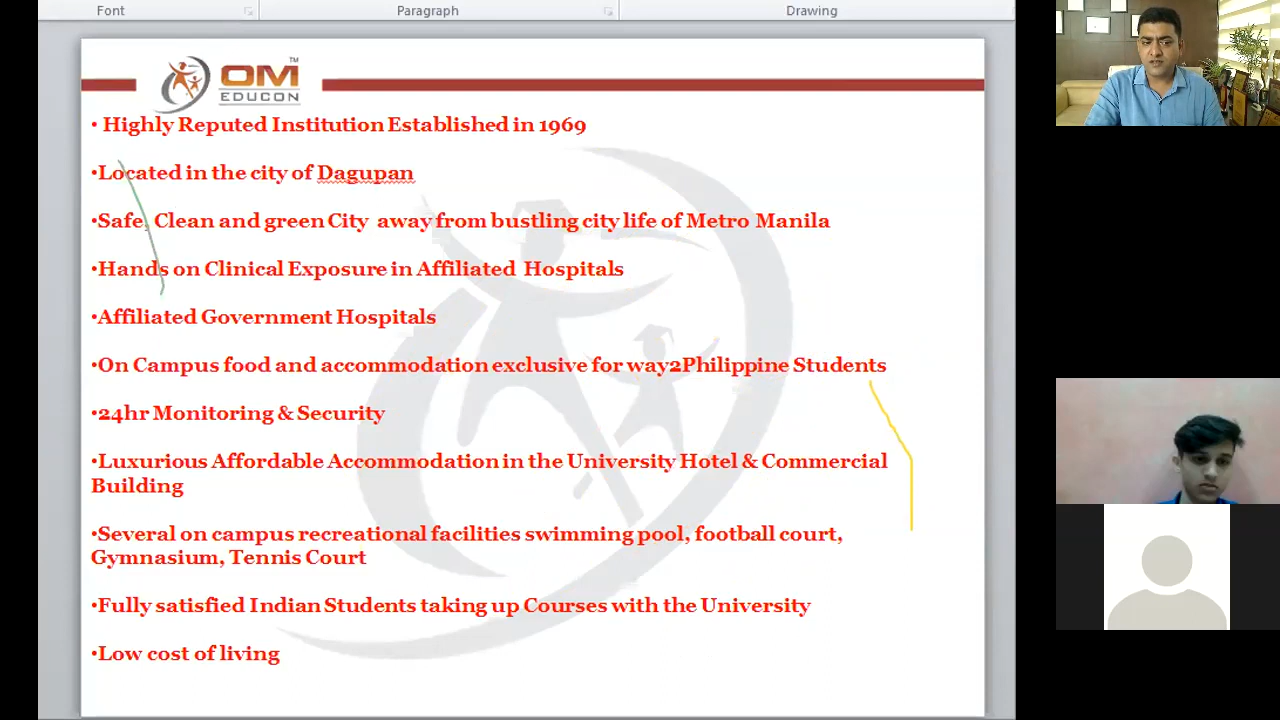 Font Paragraph Drawing
OM TM
EDUCON
• Highly Reputed Institution Established in 1969
•Located in the city of Dagupan
•Safe, Clean and green City away from bustling city life of Metro Manila
•Hands on Clinical Exposure in Affiliated Hospitals
•Affiliated Government Hospitals
•On Campus food and accommodation exclusive for way2Philippine Students
•24hr Monitoring & Security
•Luxurious Affordable Accommodation in the University Hotel & Commercial
Building
•Several on campus recreational facilities swimming pool, football court,
Gymnasium, Tennis Court
•Fully satisfied Indian Students taking up Courses with the University
•Low cost of living